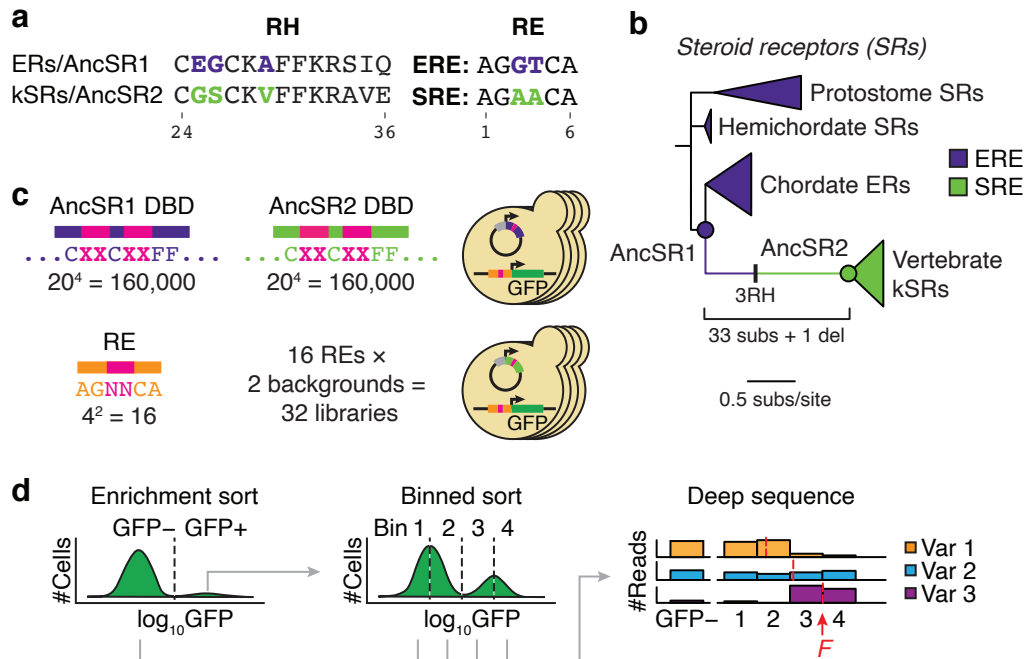 a
RH
RE
ERs/AncSR1 CEGCKAFFKRSIQ ERE: AGGTCA
kSRs/AncSR2 CGSCKVFFKRAVE SRE: AGAACA
24 36 1 6
b
Steroid receptors (SRs)
Protostome SRs
Hemichordate SRs
Chordate ERs
ERE
SRE
AncSR1
AncSR2
Vertebrate
kSRs
3RH
33 subs + 1 del
0.5 subs/site
c
AncSR1 DBD
...CXXCXXFF...
20⁴ = 160,000
AncSR2 DBD
...CXXCXXFF...
20⁴ = 160,000
GFP
RE
AGNNCA
4² = 16
16 REs ×
2 backgrounds =
32 libraries
GFP
d
Enrichment sort
GFP− GFP+
#Cells
log₁₀GFP
Binned sort
Bin 1 2 3 4
#Cells
log₁₀GFP
Deep sequence
#Reads
Var 1
Var 2
Var 3
GFP− 1 2 3 4
F